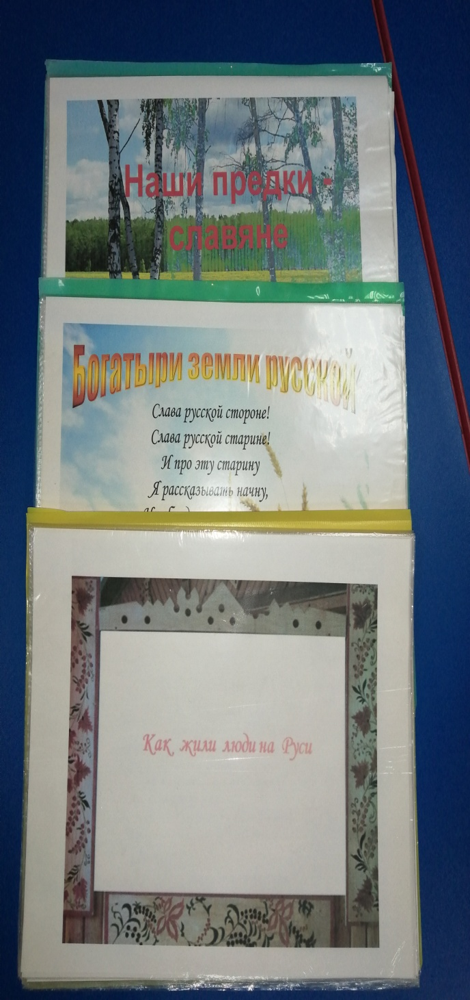 Наши предки -
славяне
Богатыри земли русской
Слава русской стороне!
Слава русской старине!
И про эту старину
Я рассказывать начну,
Как жили люди на Руси